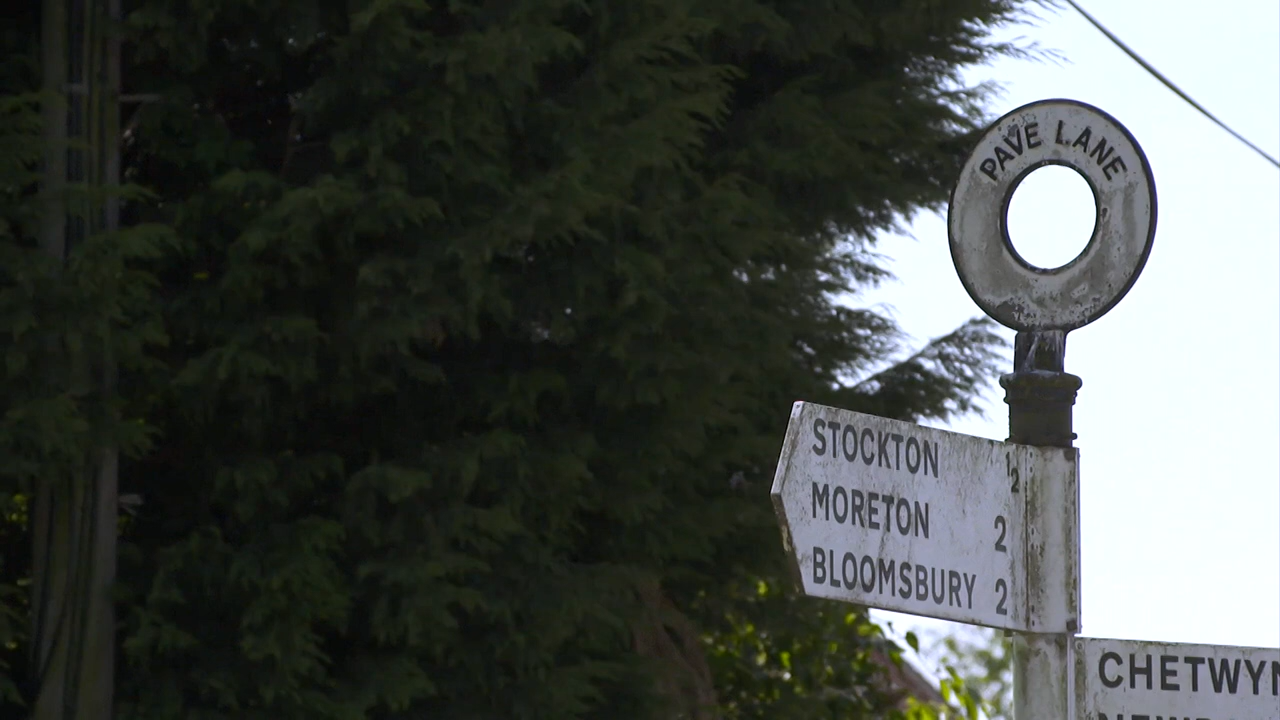 PAVE LANE
STOCKTON ½
MORETON 2
BLOOMSBURY 2
CHETWYN